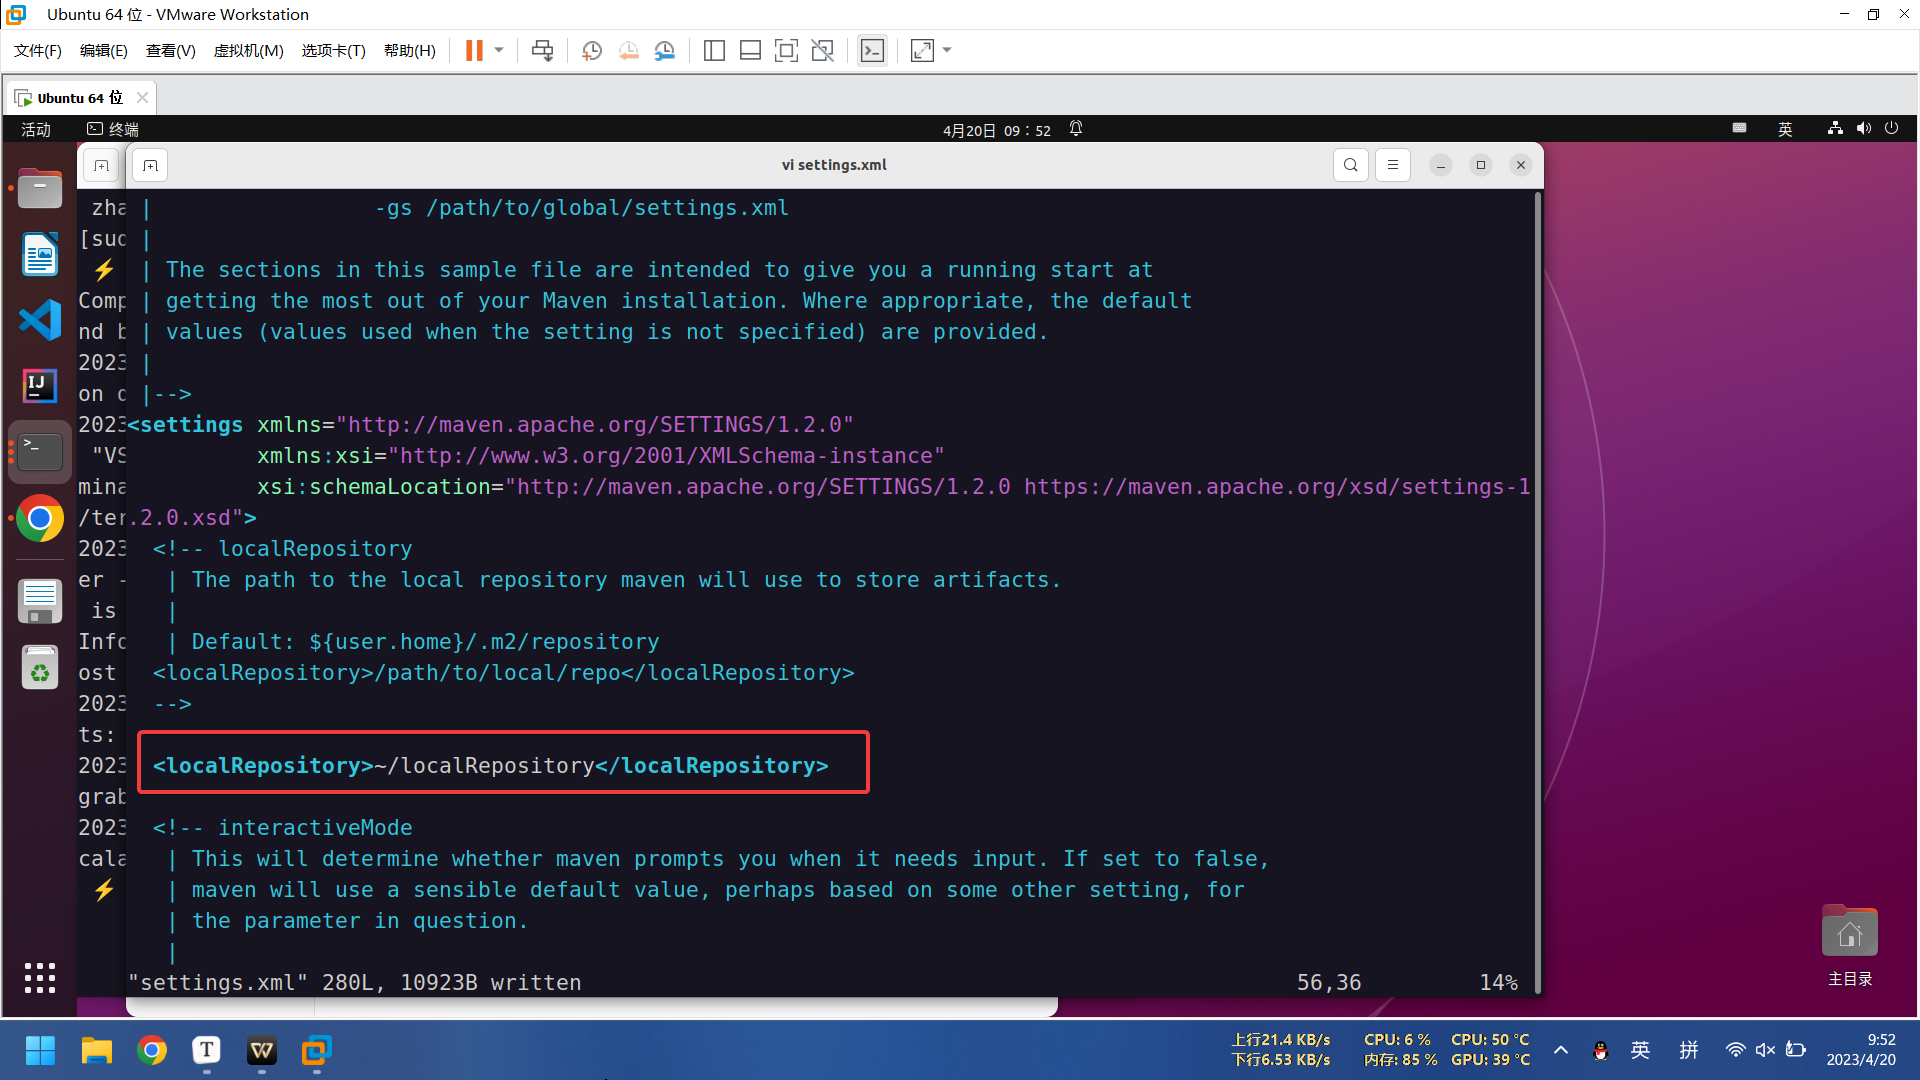 Ubuntu 64 位 - VMware Workstation
文件(F) 编辑(E) 查看(V) 虚拟机(M) 选项卡(T) 帮助(H)
Ubuntu 64 位
活动 终端 4月20日 09：52 英
vi settings.xml
zha | -gs /path/to/global/settings.xml
[sud |
| The sections in this sample file are intended to give you a running start at
Comp | getting the most out of your Maven installation. Where appropriate, the default
nd b | values (values used when the setting is not specified) are provided.
2023 |
on d |-->
2023 <settings xmlns="http://maven.apache.org/SETTINGS/1.2.0"
"VS xmlns:xsi="http://www.w3.org/2001/XMLSchema-instance"
mina xsi:schemaLocation="http://maven.apache.org/SETTINGS/1.2.0 https://maven.apache.org/xsd/settings-1
/ter .2.0.xsd">
2023 <!-- localRepository
er - | The path to the local repository maven will use to store artifacts.
is |
Info | Default: ${user.home}/.m2/repository
ost <localRepository>/path/to/local/repo</localRepository>
2023 -->
ts:
2023 <localRepository>~/localRepository</localRepository>
grab
2023 <!-- interactiveMode
cala | This will determine whether maven prompts you when it needs input. If set to false,
| maven will use a sensible default value, perhaps based on some other setting, for
| the parameter in question.
|
"settings.xml" 280L, 10923B written 56,36 14%
主目录
上行21.4 KB/s CPU: 6 % CPU: 50 °C
下行6.53 KB/s 内存: 85 % GPU: 39 °C
英 拼
9:52
2023/4/20